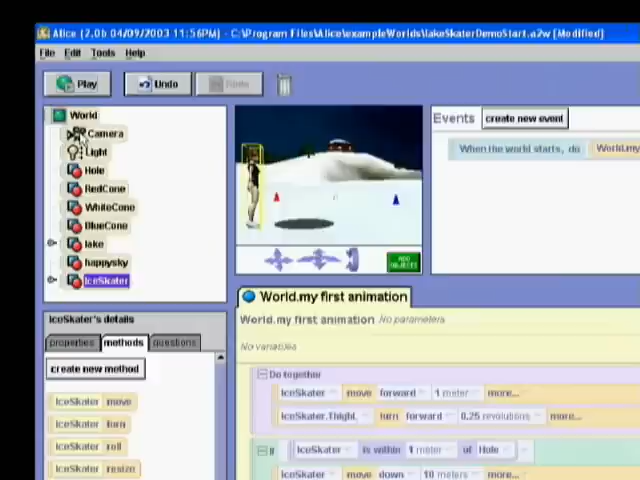 Alice (2.0b 04/09/2003 11:56PM) - C:\Program Files\Alice\exampleWorlds\lakeSkaterDemoStart.a2w [Modified]
File Edit Tools Help
Play Undo Redo
World
Camera
Light
Hole
RedCone
WhiteCone
BlueCone
lake
happysky
IceSkater
ADD OBJECTS
Events create new event
When the world starts, do World.my
IceSkater's details
properties methods questions
create new method
IceSkater move
IceSkater turn
IceSkater roll
IceSkater resize
World.my first animation
World.my first animation No parameters
No variables
Do together
IceSkater move forward 1 meter more...
IceSkater.Thigh. turn forward 0.25 revolutions more...
If IceSkater is within 1 meter of Hole
IceSkater move down 10 meters more...